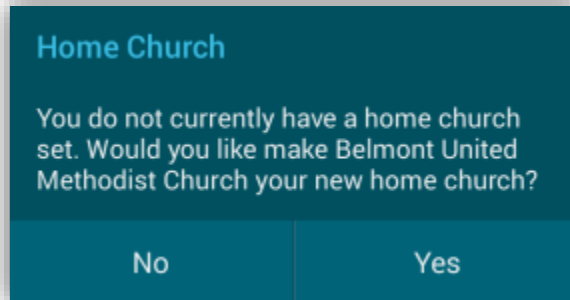 Home Church
You do not currently have a home church
set. Would you like make Belmont United
Methodist Church your new home church?
No
Yes